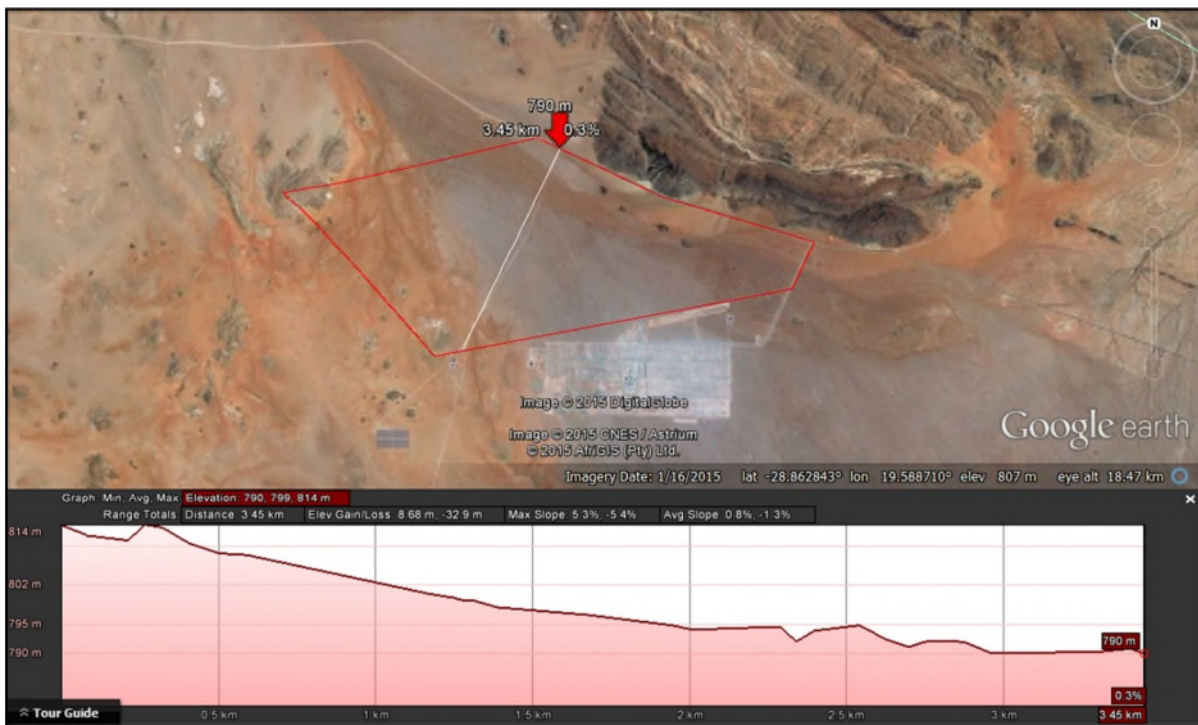 N
790 m
3.45 km 0.3%
Image © 2015 DigitalGlobe
Image © 2015 CNES / Astrium
© 2015 AfriGIS (Pty) Ltd.
Google earth
Imagery Date: 1/16/2015 lat -28.862843° lon 19.588710° elev 807 m eye alt 18.47 km
Graph: Min, Avg, Max Elevation: 790, 799, 814 m
Range Totals: Distance: 3.45 km Elev Gain/Loss: 8.68 m, -32.9 m Max Slope: 5.3%, -5.4% Avg Slope: 0.8%, -1.3%
814 m
802 m
795 m
790 m
790 m
0.3%
Tour Guide
0.5 km 1 km 1.5 km 2 km 2.5 km 3 km 3.45 km